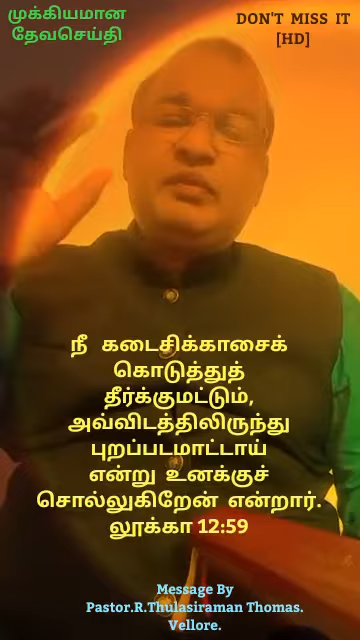 முக்கியமான
தேவசெய்தி
DON'T MISS IT
[HD]
நீ கடைசிக்காசைக்
கொடுத்துத்
தீர்க்குமட்டும்,
அவ்விடத்திலிருந்து
புறப்படமாட்டாய்
என்று உனக்குச்
சொல்லுகிறேன் என்றார்.
லூக்கா 12:59
Message By
Pastor.R.Thulasiraman Thomas.
Vellore.